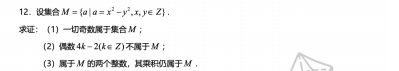 12. 设集合 M = {a | a = x² − y², x, y ∈ Z}.
求证：（1）一切奇数属于集合 M；
（2）偶数 4k − 2(k ∈ Z) 不属于 M；
（3）属于 M 的两个整数，其乘积仍属于 M．